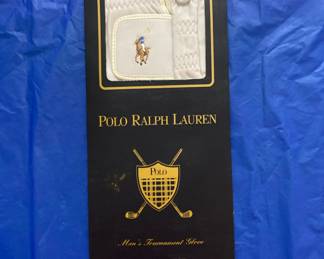 POLO RALPH LAUREN
POLO
Men's Tournament Glove